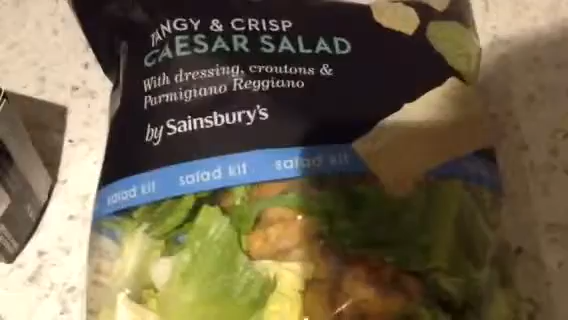 TANGY & CRISP
CAESAR SALAD
With dressing, croutons &
Parmigiano Reggiano
by Sainsbury's
salad kit salad kit salad kit